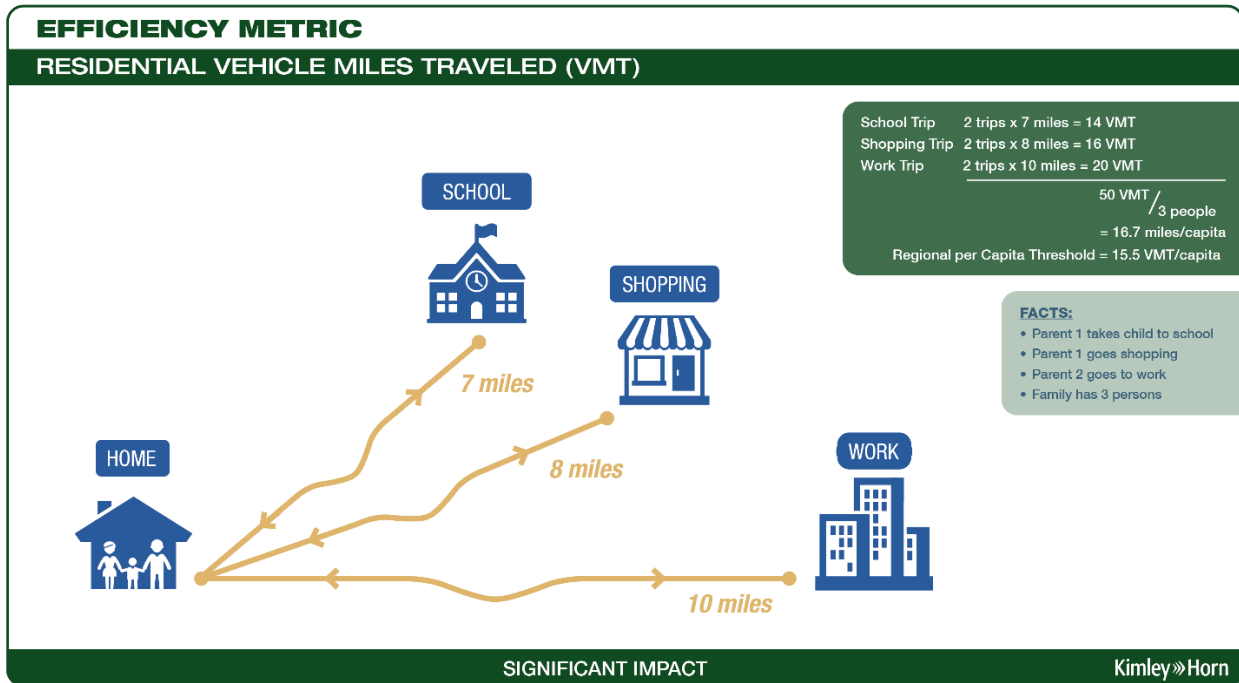 EFFICIENCY METRIC
RESIDENTIAL VEHICLE MILES TRAVELED (VMT)
School Trip 2 trips x 7 miles = 14 VMT
Shopping Trip 2 trips x 8 miles = 16 VMT
Work Trip 2 trips x 10 miles = 20 VMT
50 VMT/3 people
= 16.7 miles/capita
Regional per Capita Threshold = 15.5 VMT/capita
FACTS:
• Parent 1 takes child to school
• Parent 1 goes shopping
• Parent 2 goes to work
• Family has 3 persons
SCHOOL
SHOPPING
7 miles
HOME
8 miles
WORK
10 miles
SIGNIFICANT IMPACT
Kimley»Horn